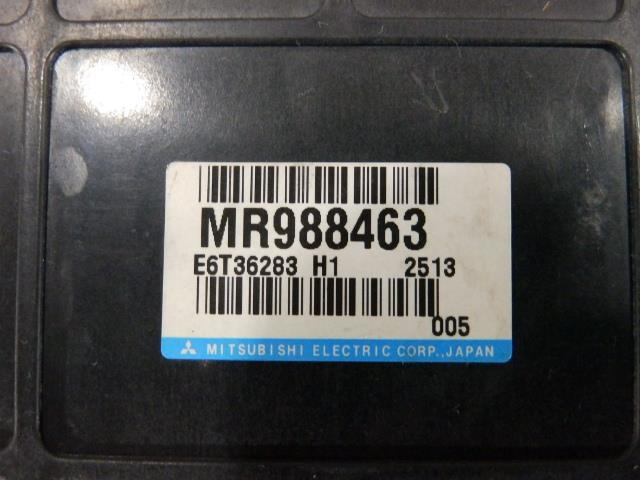 MR988463
E6T36283 H1 2513
005
MITSUBISHI ELECTRIC CORP., JAPAN